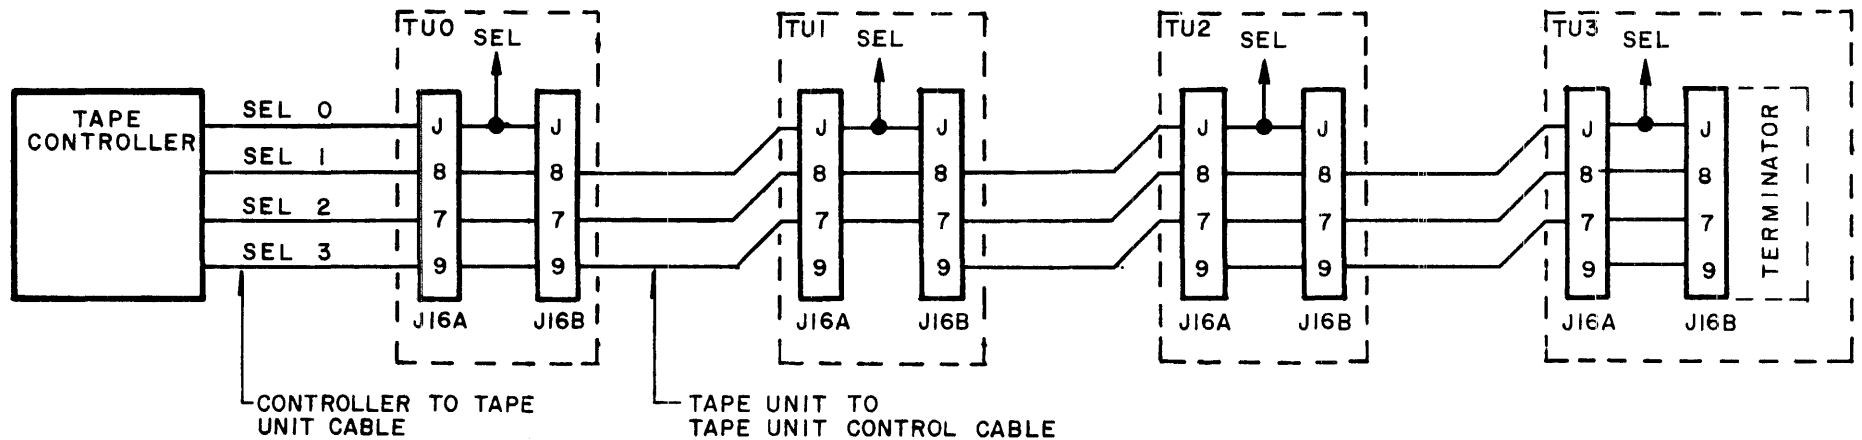 TAPE
CONTROLLER
SEL 0
SEL 1
SEL 2
SEL 3
TU0
SEL
J
8
7
9
J16A
J
8
7
9
J16B
TU1
SEL
J
8
7
9
J16A
J
8
7
9
J16B
TU2
SEL
J
8
7
9
J16A
J
8
7
9
J16B
TU3
SEL
J
8
7
9
J16A
J
8
7
9
J16B
TERMINATOR
CONTROLLER TO TAPE
UNIT CABLE
TAPE UNIT TO
TAPE UNIT CONTROL CABLE